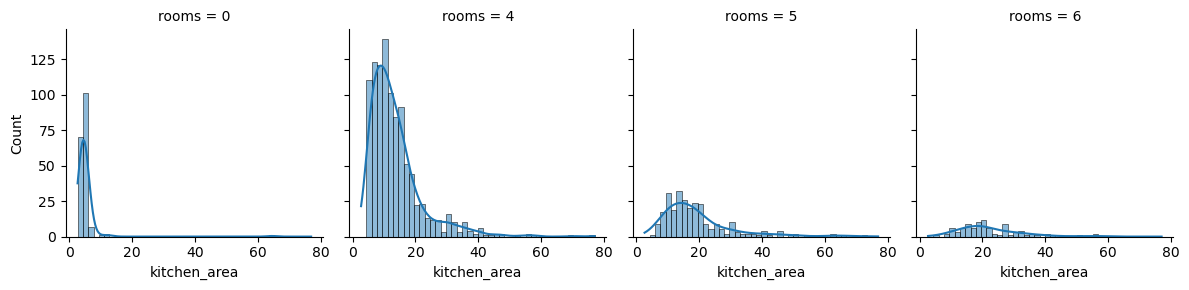 rooms = 0 rooms = 4 rooms = 5 rooms = 6
125
100
75
50
25
0
Count
0 20 40 60 80 0 20 40 60 80 0 20 40 60 80 0 20 40 60 80
kitchen_area kitchen_area kitchen_area kitchen_area